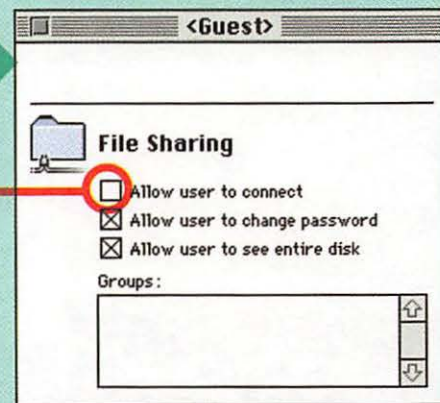 <Guest>
File Sharing
Allow user to connect
Allow user to change password
Allow user to see entire disk
Groups: